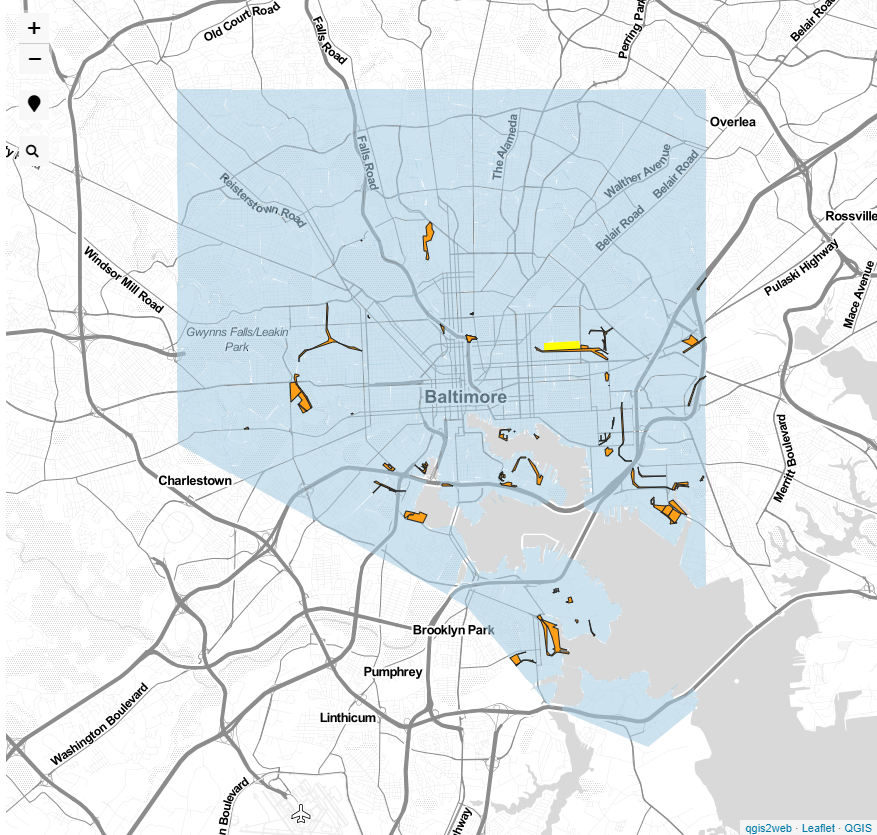 +
−
Old Court Road
Falls Road
Perring Par
Belair Road
Overlea
Falls Road
The Alameda
Walther Avenue
Belair Road
Reisterstown Road
Belair Road
Rossville
Windsor Mill Road
Pulaski Highway
Mace Avenue
Gwynns Falls/Leakin
Park
Baltimore
Merritt Boulevard
Charlestown
Brooklyn Park
Pumphrey
Linthicum
Washington Boulevard
n Boulevard
hway
qgis2web · Leaflet · QGIS